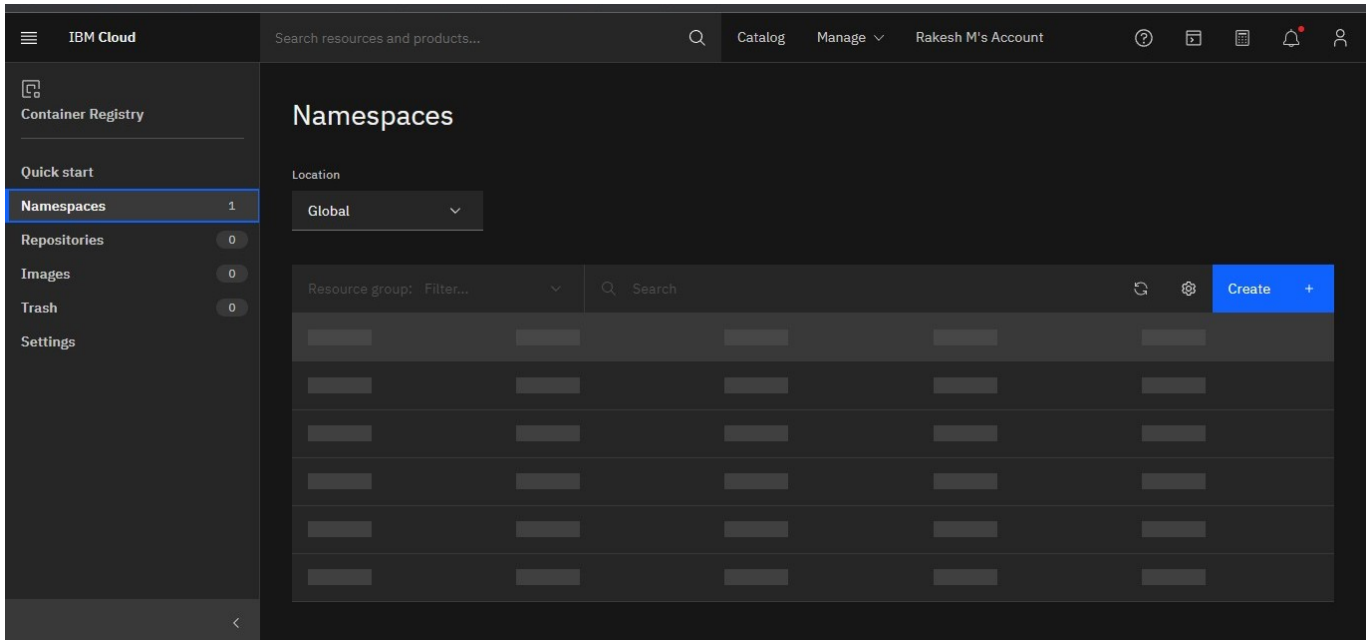 IBM Cloud
Search resources and products...
Catalog
Manage
Rakesh M's Account
Container Registry
Quick start
Namespaces 1
Repositories 0
Images 0
Trash 0
Settings
Namespaces
Location
Global
Resource group: Filter...
Search
Create +